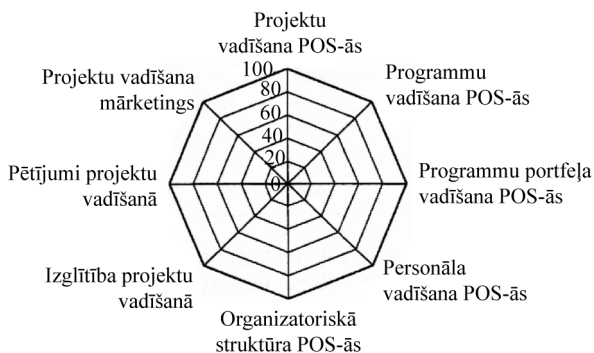 Projektu
vadīšana POS-ās
Programmu
vadīšana POS-ās
Programmu portfeļa
vadīšana POS-ās
Personāla
vadīšana POS-ās
Organizatoriskā
struktūra POS-ās
Izglītība projektu
vadīšanā
Pētījumi projektu
vadīšanā
Projektu vadīšana
mārketings
100
80
60
40
20
0